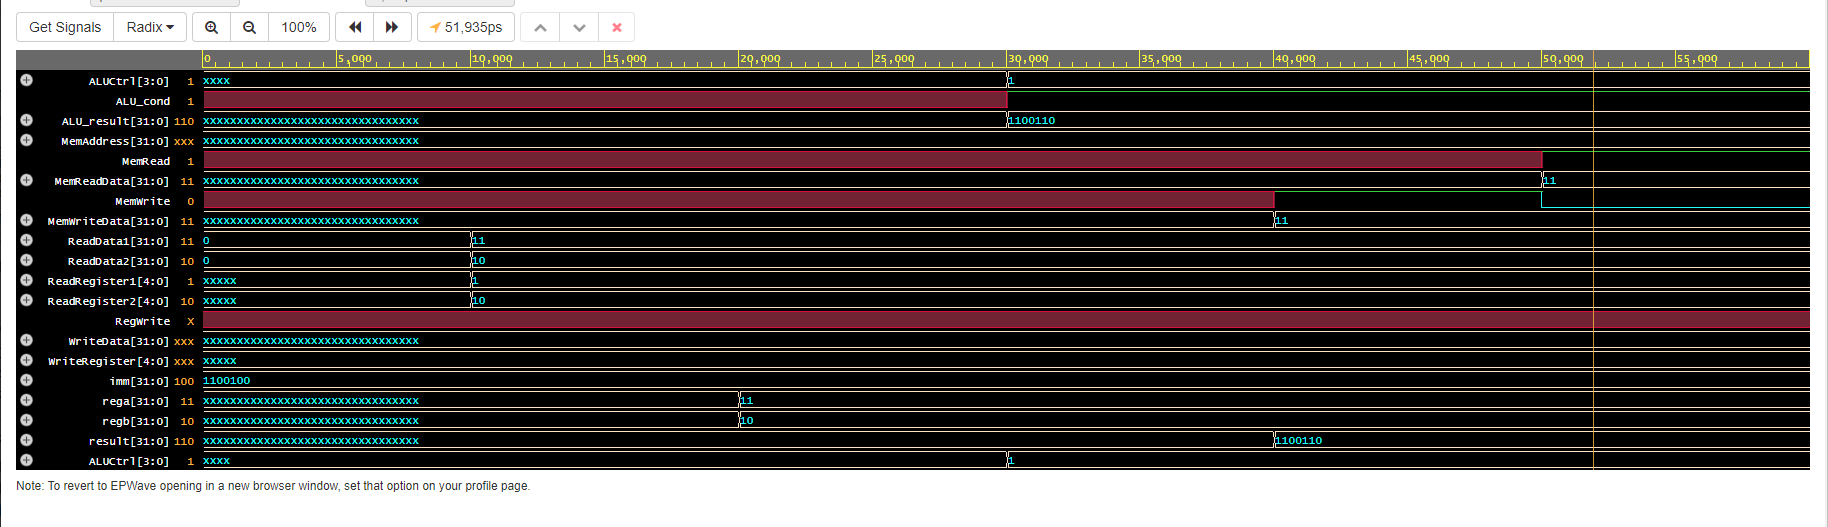 Get Signals Radix 100% 51,935ps
0 5,000 10,000 15,000 20,000 25,000 30,000 35,000 40,000 45,000 50,000 55,000
ALUCtrl[3:0] 1 xxxx 1
ALU_cond 1
ALU_result[31:0] 110 xxxxxxxxxxxxxxxxxxxxxxxxxxxxxxxx 1100110
MemAddress[31:0] xxx xxxxxxxxxxxxxxxxxxxxxxxxxxxxxxxx
MemRead 1
MemReadData[31:0] 11 xxxxxxxxxxxxxxxxxxxxxxxxxxxxxxxx 11
MemWrite 0
MemWriteData[31:0] 11 xxxxxxxxxxxxxxxxxxxxxxxxxxxxxxxx 11
ReadData1[31:0] 11 0 11
ReadData2[31:0] 10 0 10
ReadRegister1[4:0] 1 xxxxx 1
ReadRegister2[4:0] 10 xxxxx 10
RegWrite X
WriteData[31:0] xxx xxxxxxxxxxxxxxxxxxxxxxxxxxxxxxxx
WriteRegister[4:0] xxx xxxxx
imm[31:0] 100 1100100
rega[31:0] 11 xxxxxxxxxxxxxxxxxxxxxxxxxxxxxxxx 11
regb[31:0] 10 xxxxxxxxxxxxxxxxxxxxxxxxxxxxxxxx 10
result[31:0] 110 xxxxxxxxxxxxxxxxxxxxxxxxxxxxxxxx 1100110
ALUCtrl[3:0] 1 xxxx 1
Note: To revert to EPWave opening in a new browser window, set that option on your profile page.